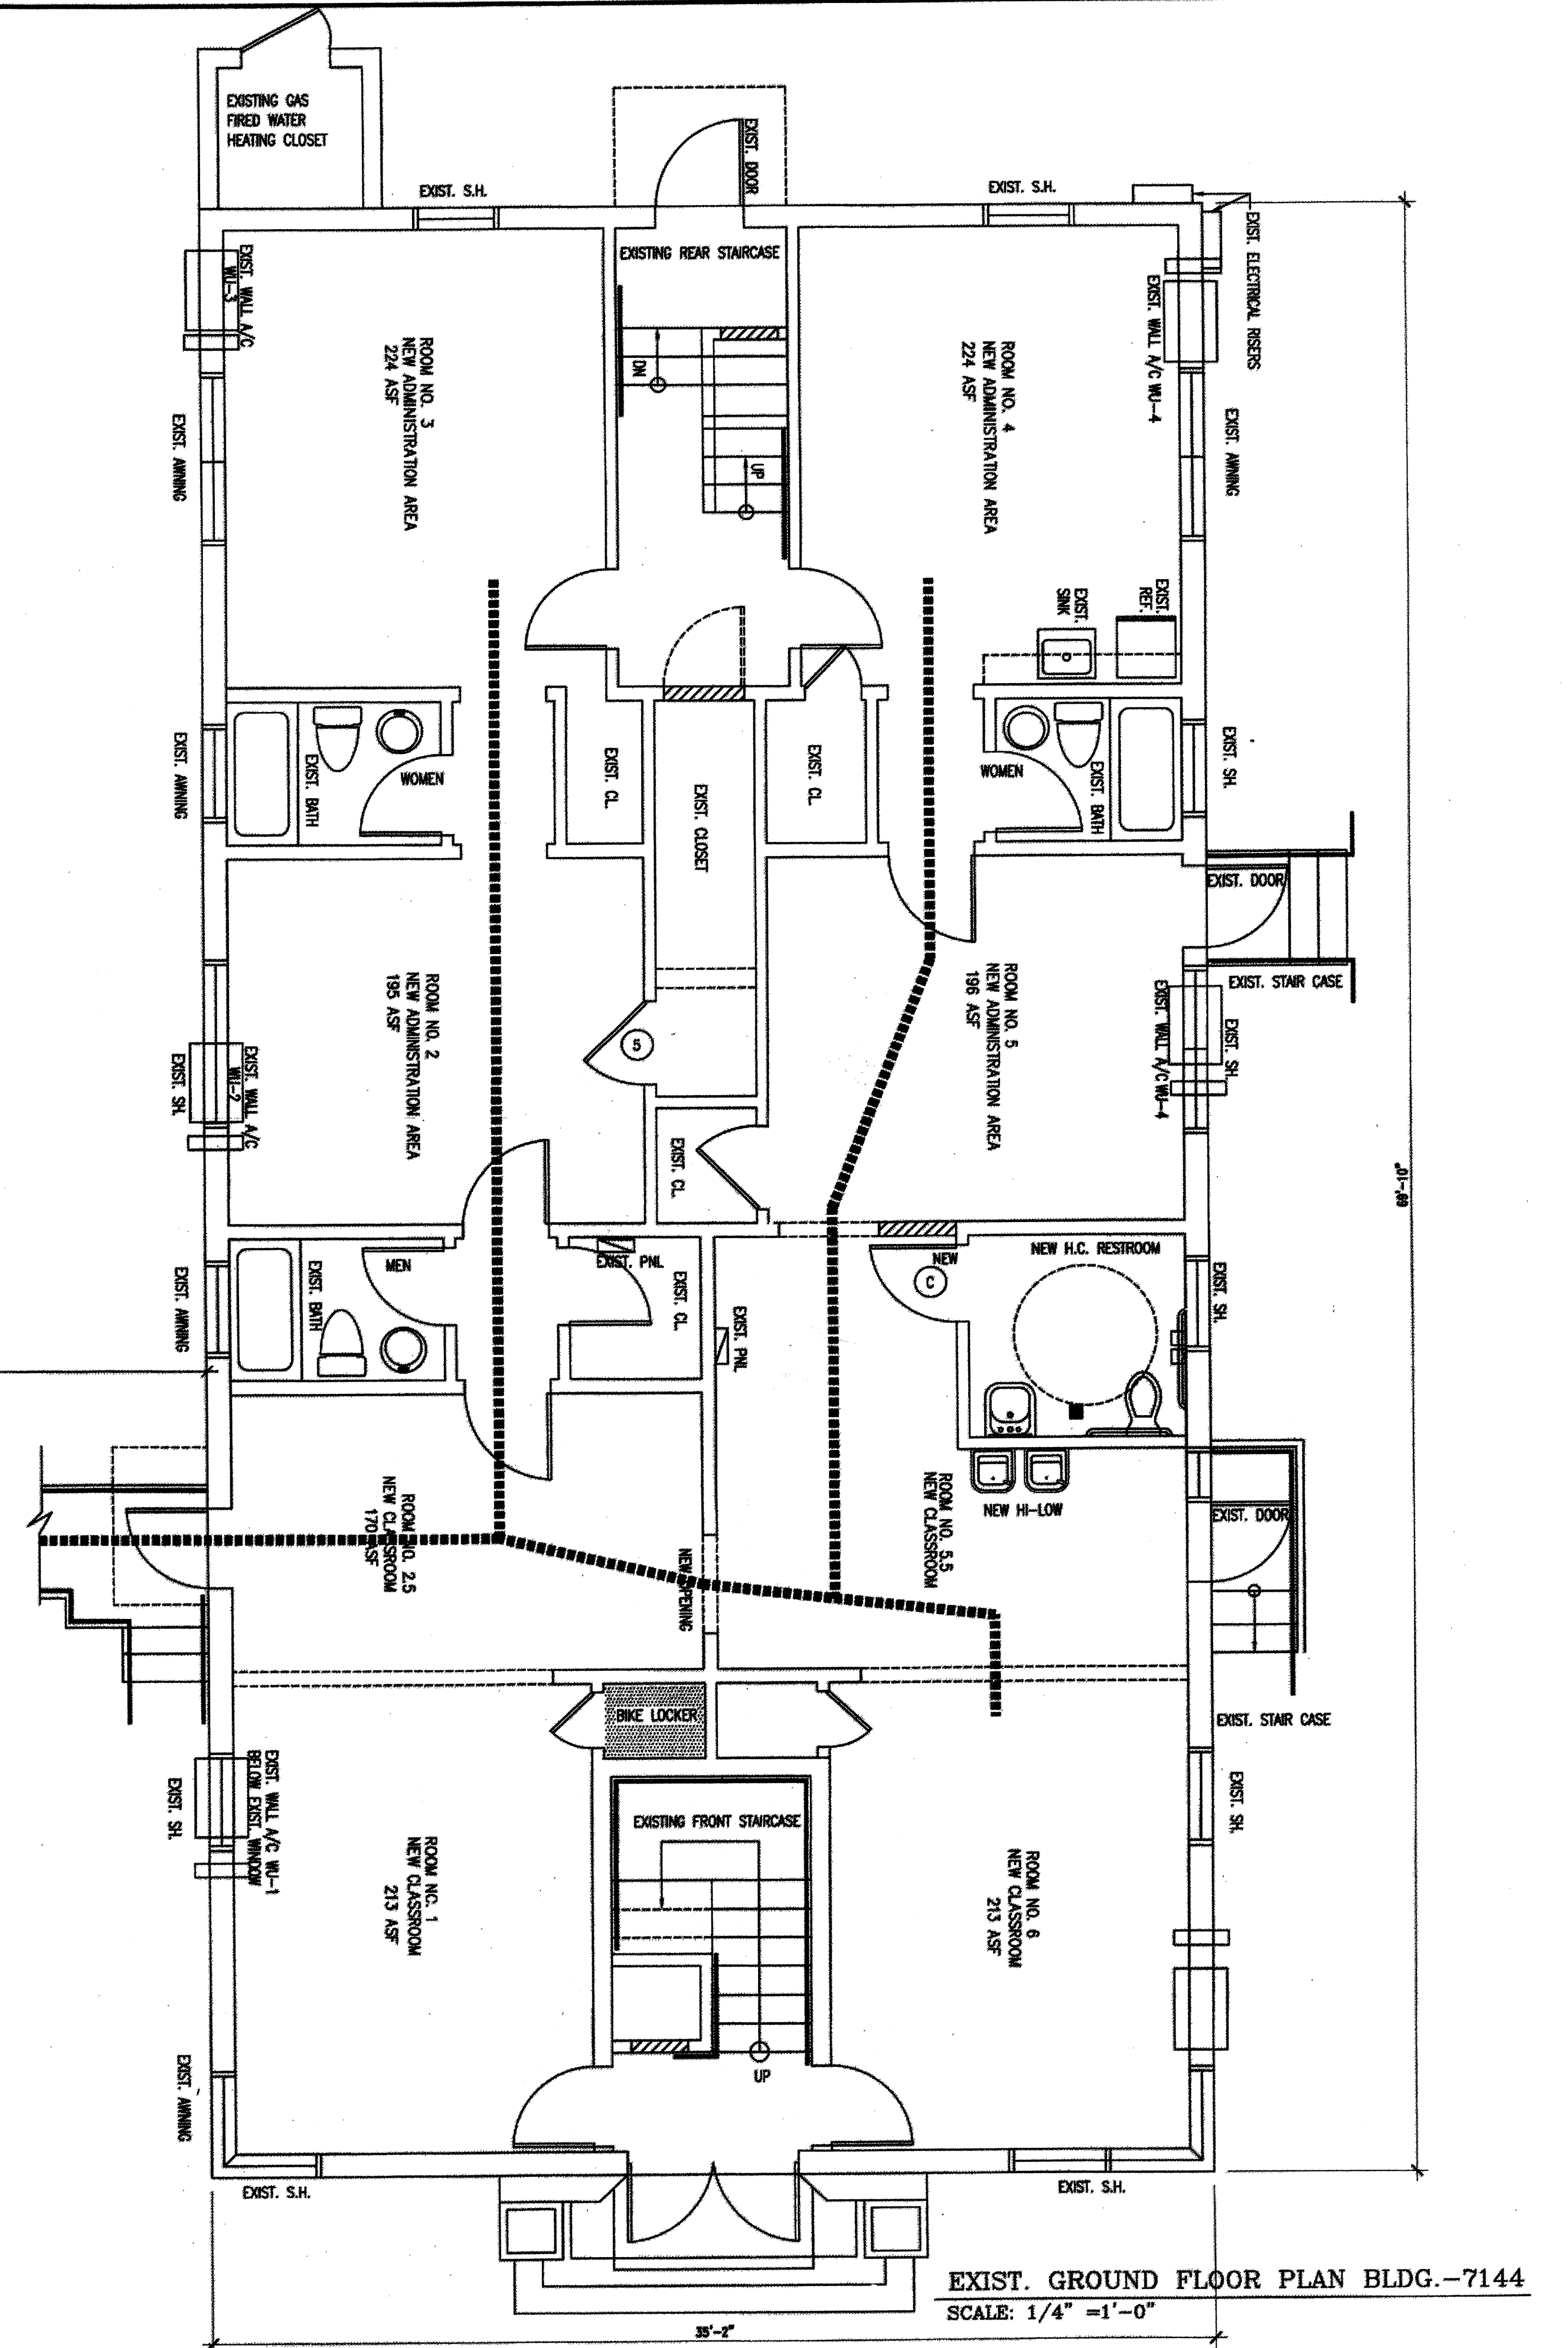 EXISTING GAS
FIRED WATER
HEATING CLOSET
EXIST. DOOR
EXIST. S.H.
EXIST. S.H.
EXIST. ELECTRICAL RISERS
EXISTING REAR STAIRCASE
EXIST. WALL A/C
WU-3
EXIST. WALL A/C WU-4
ROOM NO. 3
NEW ADMINISTRATION AREA
224 ASF
DN
UP
ROOM NO. 4
NEW ADMINISTRATION AREA
224 ASF
EXIST. AWNING
EXIST. AWNING
EXIST.
SINK
EXIST.
REF.
EXIST. AWNING
EXIST. BATH
WOMEN
EXIST. CL.
EXIST. CLOSET
EXIST. CL.
WOMEN
EXIST. BATH
EXIST. SH.
EXIST. DOOR
EXIST. STAIR CASE
ROOM NO. 2
NEW ADMINISTRATION AREA
195 ASF
5
ROOM NO. 5
NEW ADMINISTRATION AREA
196 ASF
EXIST. WALL A/C WU-4
EXIST. SH.
EXIST. SH.
EXIST. WALL A/C
WU-2
EXIST. CL.
69'-10"
EXIST. AWNING
EXIST. BATH
MEN
EXIST. PNL
EXIST. CL.
EXIST. PNL
NEW
C
NEW H.C. RESTROOM
EXIST. SH.
ROOM NO. 2.5
NEW CLASSROOM
170 ASF
NEW OPENING
ROOM NO. 5.5
NEW CLASSROOM
NEW HI-LOW
EXIST. DOOR
EXIST. STAIR CASE
BIKE LOCKER
EXIST. SH.
EXIST. WALL A/C WU-1
BELOW EXIST. WINDOW
EXISTING FRONT STAIRCASE
EXIST. SH.
ROOM NO. 1
NEW CLASSROOM
213 ASF
ROOM NO. 6
NEW CLASSROOM
213 ASF
UP
EXIST. AWNING
EXIST. S.H.
EXIST. S.H.
EXIST. GROUND FLOOR PLAN BLDG.-7144
SCALE: 1/4" =1'-0"
35'-2"